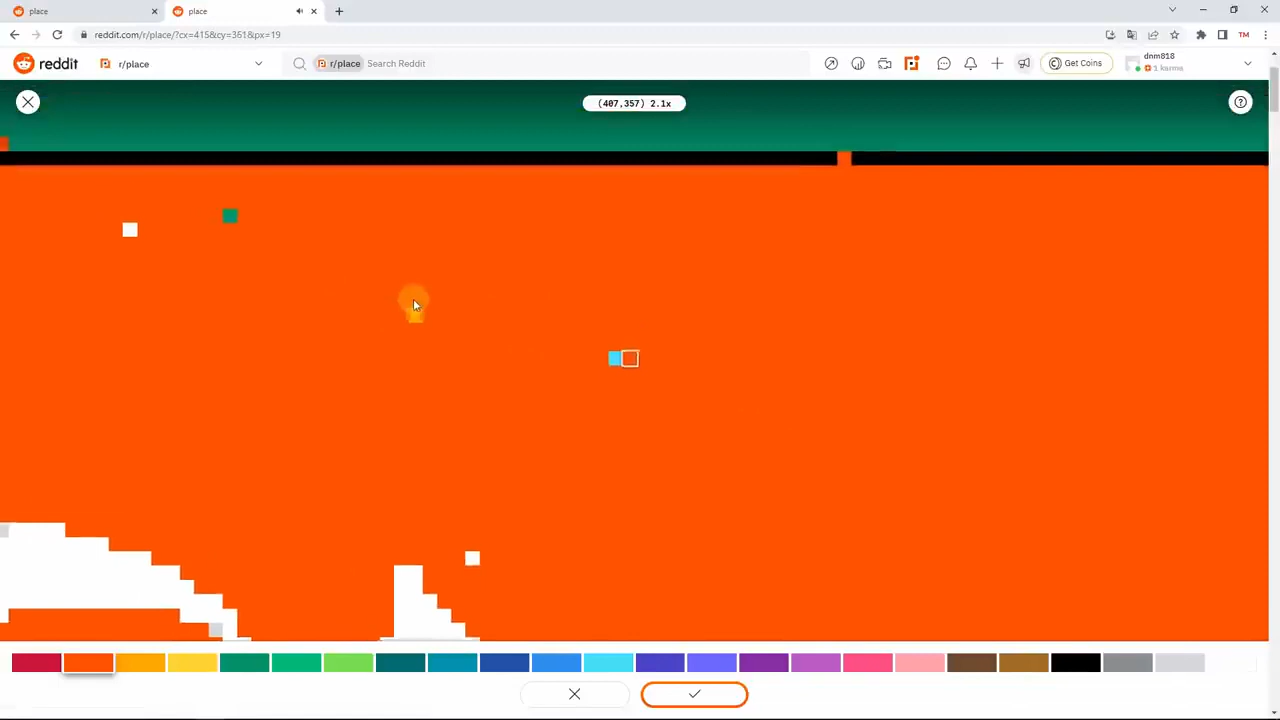 place
place
reddit.com/r/place/?cx=415&cy=361&px=19
reddit
r/place
r/place Search Reddit
Get Coins
dnm818
1 karma
TM
(407,357) 2.1x